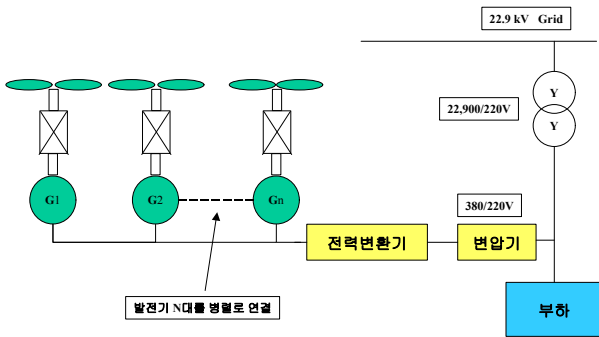 22.9 kV Grid
Y
Y
22,900/220V
G1
G2
Gn
380/220V
전력변환기
변압기
발전기 N대를 병렬로 연결
부하